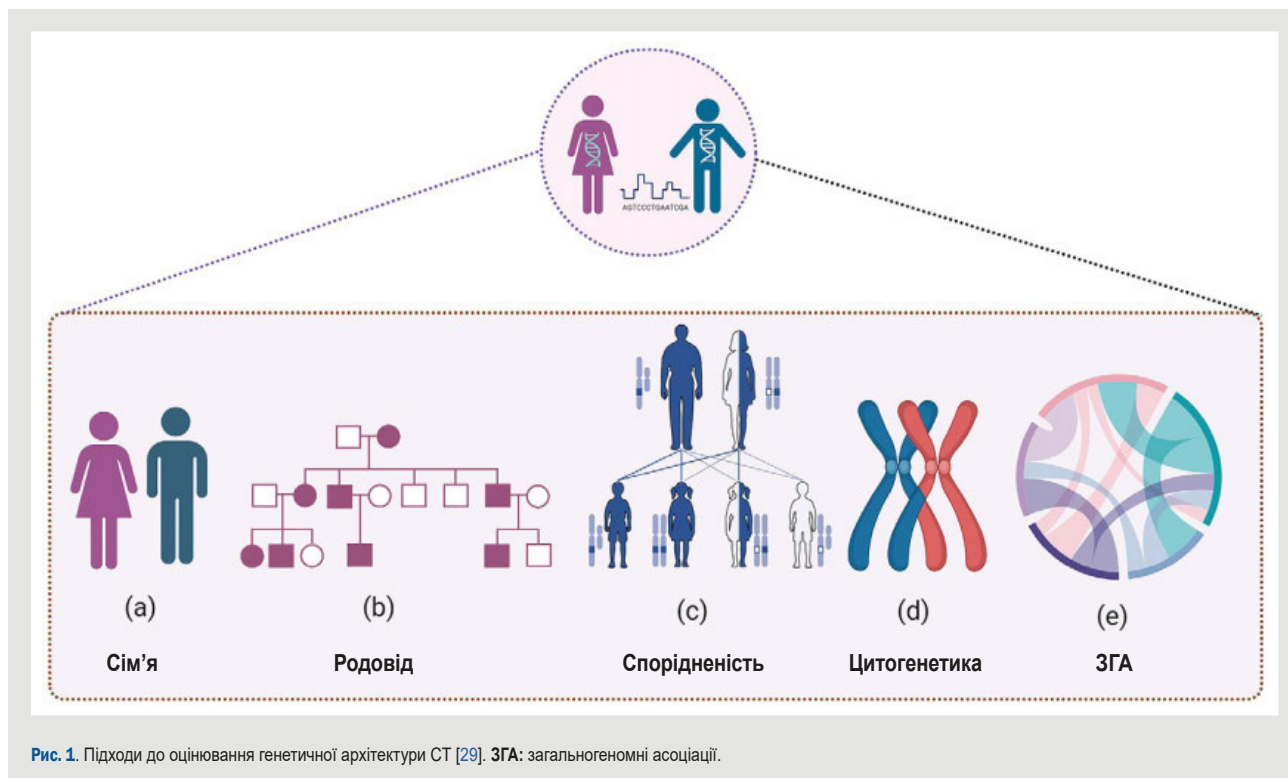 AGTCCCTGAATCGA
(a) (b) (c) (d) (e)
Сім’я Родовід Спорідненість Цитогенетика ЗГА
Рис. 1. Підходи до оцінювання генетичної архітектури СТ [29]. ЗГА: загальногеномні асоціації.